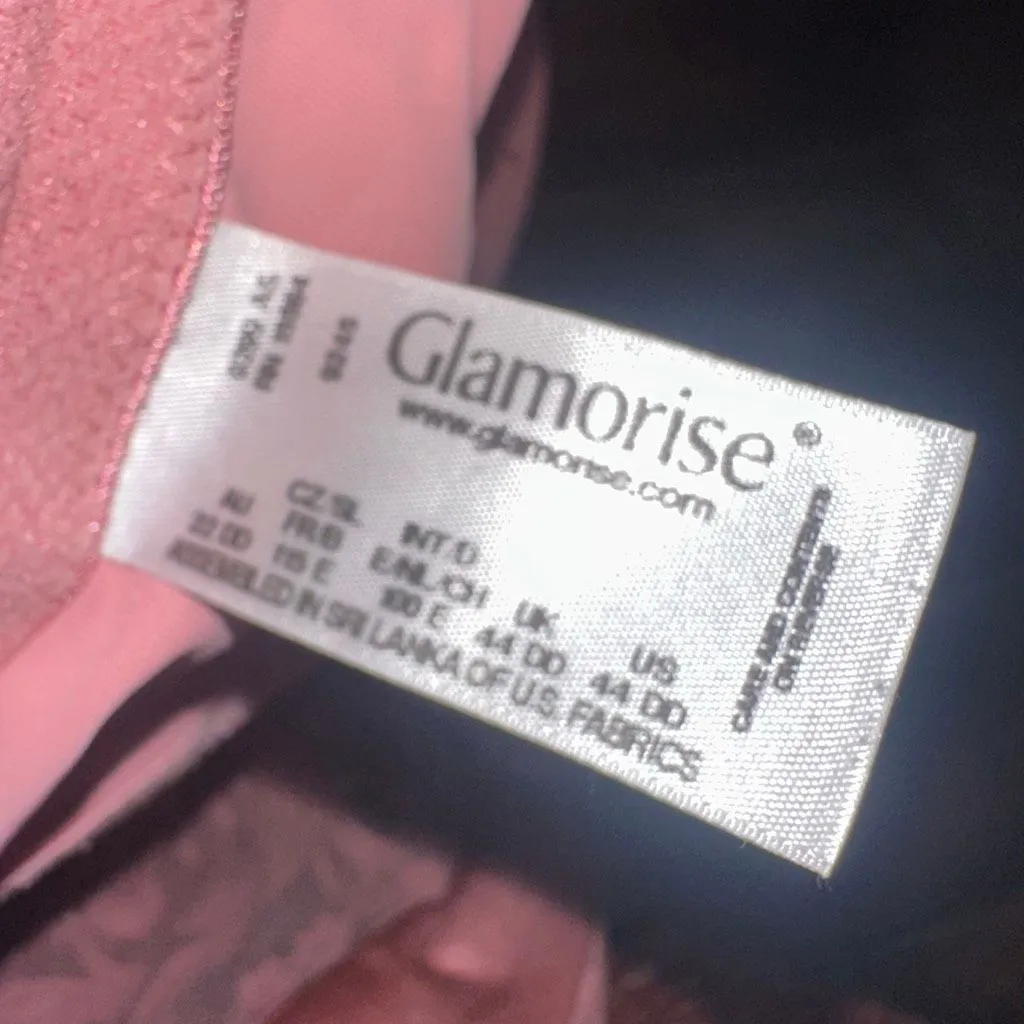 Glamorise®
www.glamorise.com
AU CZ/SL FR/B INT/D E/NL/CH UK US
22 DD 115 E 100 E 44 DD 44 DD
ASSEMBLED IN SRI LANKA OF U.S. FABRICS
CARE AND CONTENTS
ON REVERSE